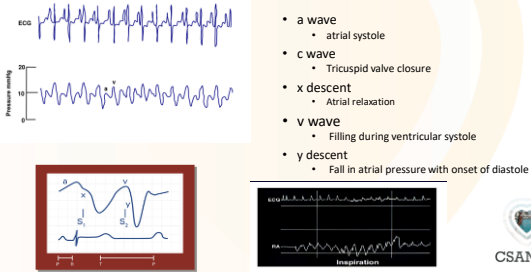 ECG
20
10
0
Pressure mmHg
a
v
• a wave
• atrial systole
• c wave
• Tricuspid valve closure
• x descent
• Atrial relaxation
• v wave
• Filling during ventricular systole
• y descent
• Fall in atrial pressure with onset of diastole
a
v
x
y
S1
S2
P
R
T
P
ECG
RA
Inspiration
CSAN